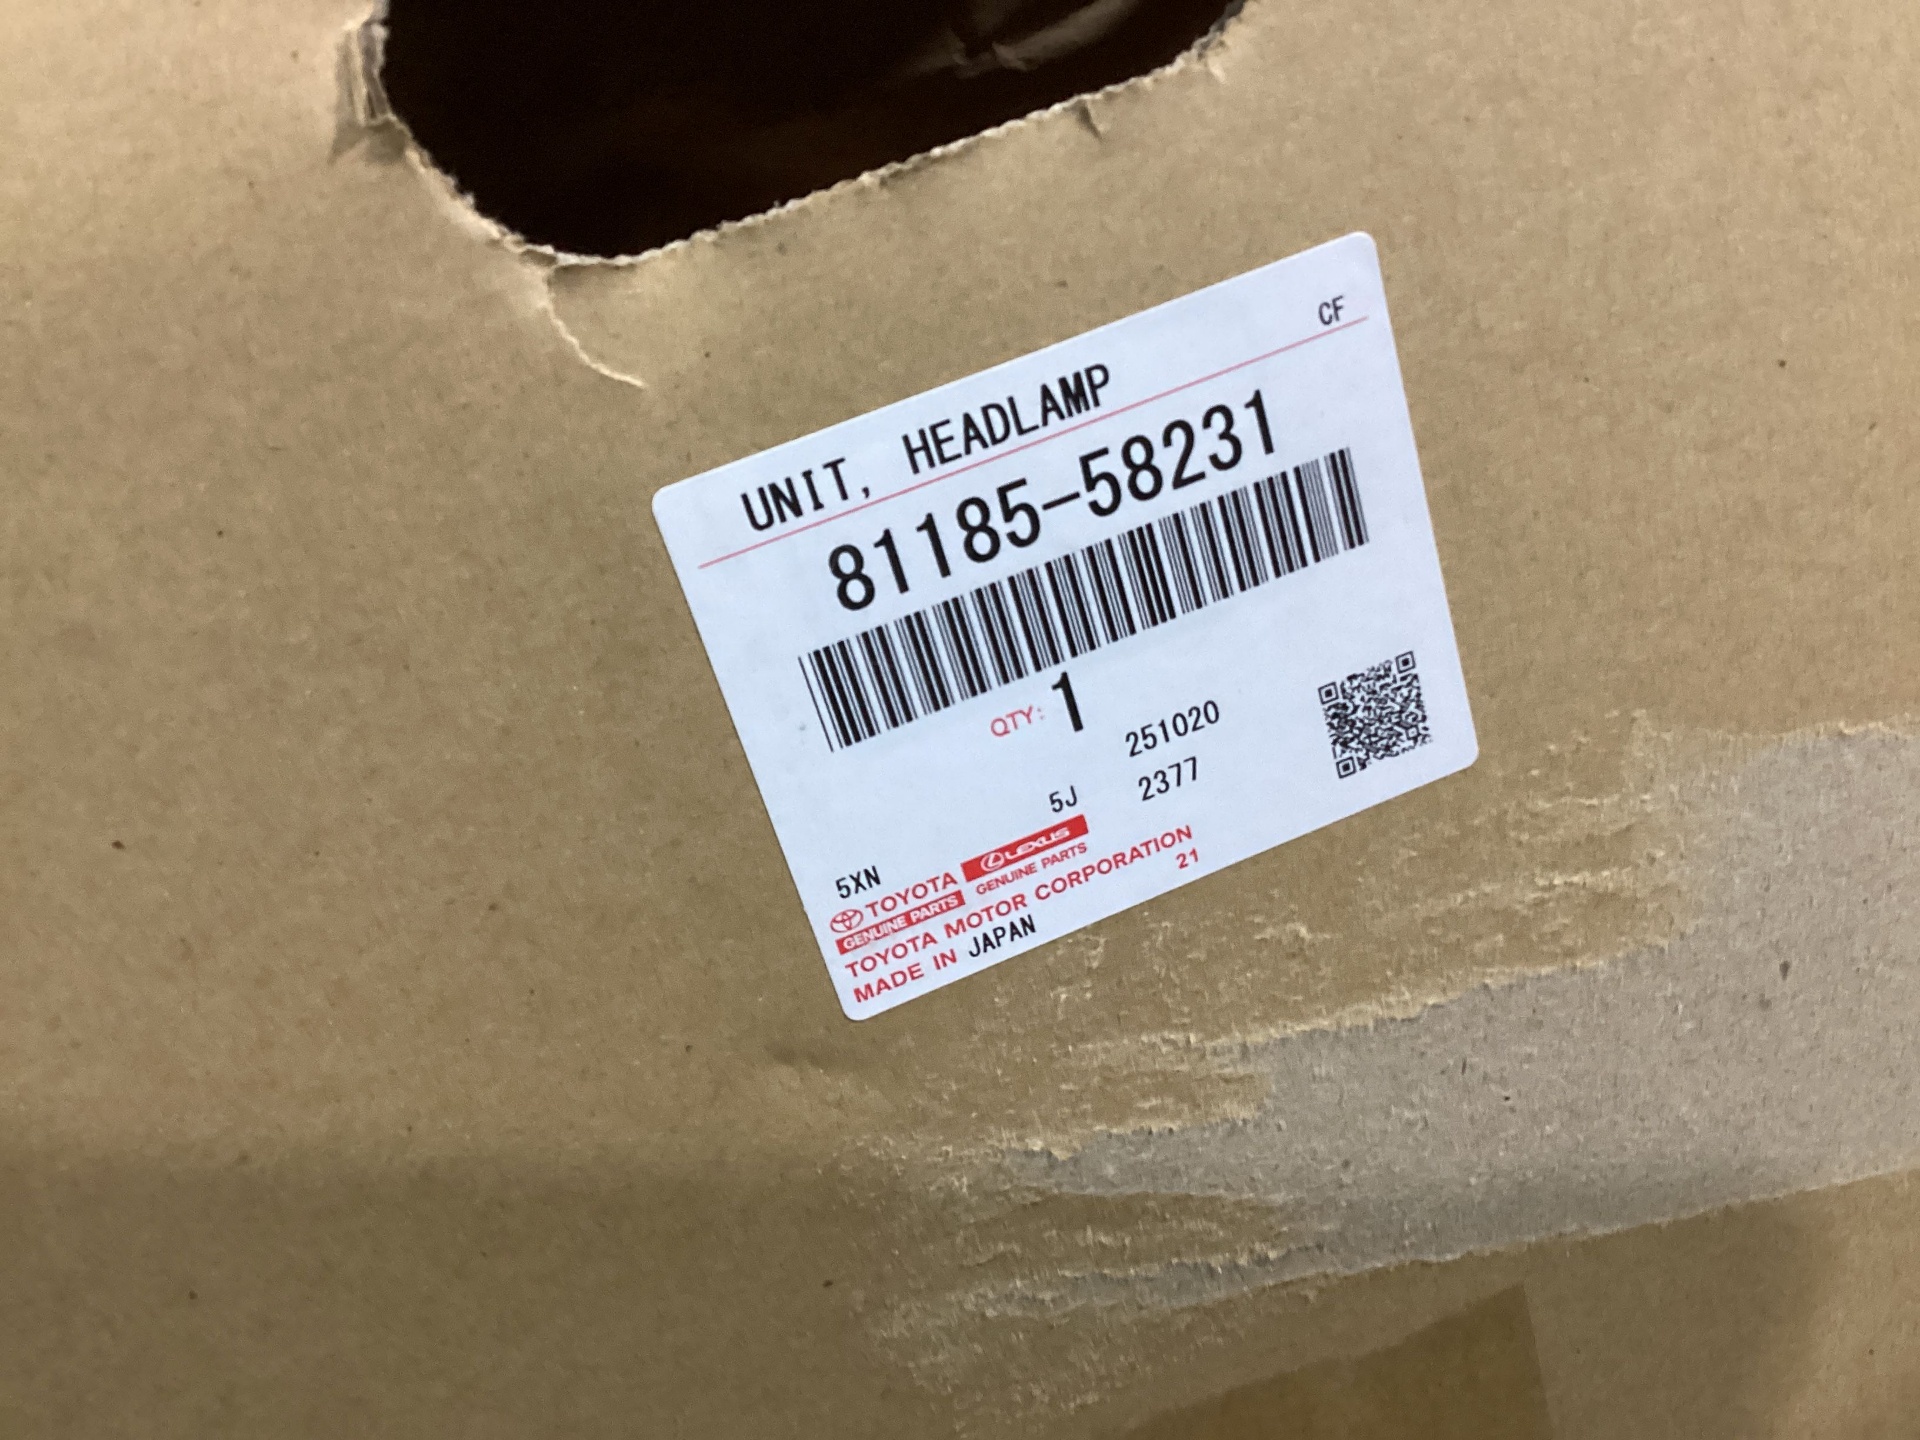 CF
UNIT, HEADLAMP
81185-58231
QTY: 1
251020
5J 2377
5XN
TOYOTA
GENUINE PARTS
LEXUS
GENUINE PARTS
TOYOTA MOTOR CORPORATION
MADE IN JAPAN
21